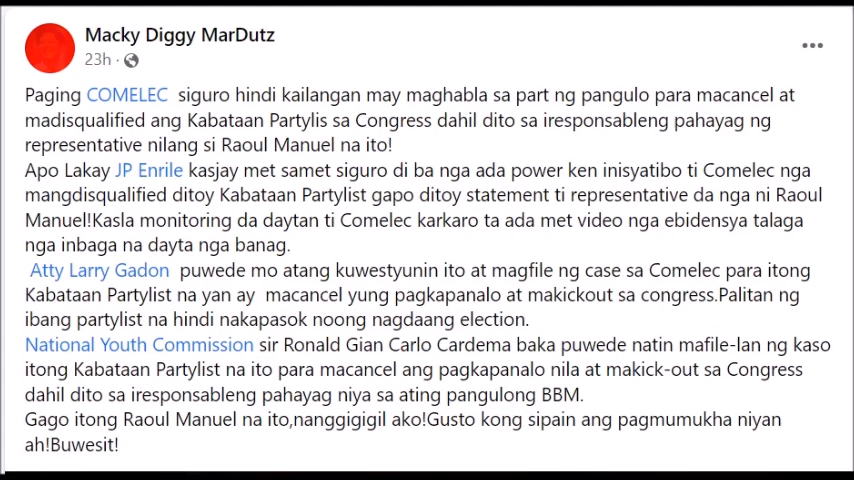 Macky Diggy MarDutz
23h ·
Paging COMELEC siguro hindi kailangan may maghabla sa part ng pangulo para macancel at
madisqualified ang Kabataan Partylis sa Congress dahil dito sa iresponsableng pahayag ng
representative nilang si Raoul Manuel na ito!
Apo Lakay JP Enrile kasjay met samet siguro di ba nga ada power ken inisyatibo ti Comelec nga
mangdisqualified ditoy Kabataan Partylist gapo ditoy statement ti representative da nga ni Raoul
Manuel!Kasla monitoring da daytan ti Comelec karkaro ta ada met video nga ebidensya talaga
nga inbaga na dayta nga banag.
Atty Larry Gadon puwede mo atang kuwestyunin ito at magfile ng case sa Comelec para itong
Kabataan Partylist na yan ay macancel yung pagkapanalo at makickout sa congress.Palitan ng
ibang partylist na hindi nakapasok noong nagdaang election.
National Youth Commission sir Ronald Gian Carlo Cardema baka puwede natin mafile-lan ng kaso
itong Kabataan Partylist na ito para macancel ang pagkapanalo nila at makick-out sa Congress
dahil dito sa iresponsableng pahayag niya sa ating pangulong BBM.
Gago itong Raoul Manuel na ito,nanggigigil ako!Gusto kong sipain ang pagmumukha niyan
ah!Buwesit!